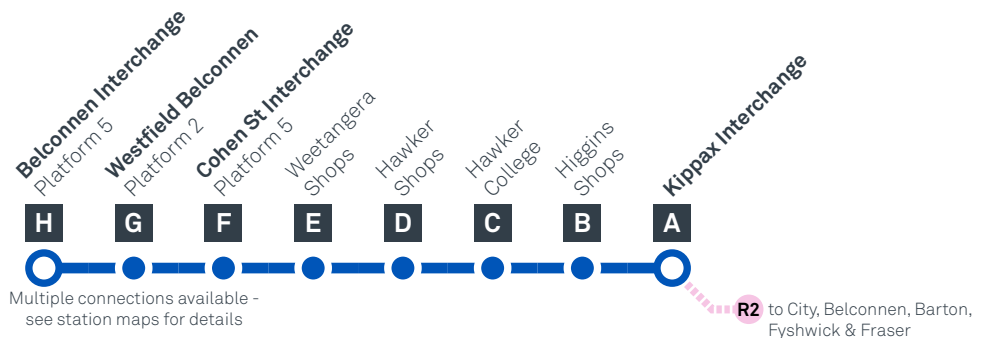 Belconnen Interchange
Platform 5
Westfield Belconnen
Platform 2
Cohen St Interchange
Platform 5
Weetangera
Shops
Hawker
Shops
Hawker
College
Higgins
Shops
Kippax Interchange
H
G
F
E
D
C
B
A
Multiple connections available -
see station maps for details
R2 to City, Belconnen, Barton,
Fyshwick & Fraser